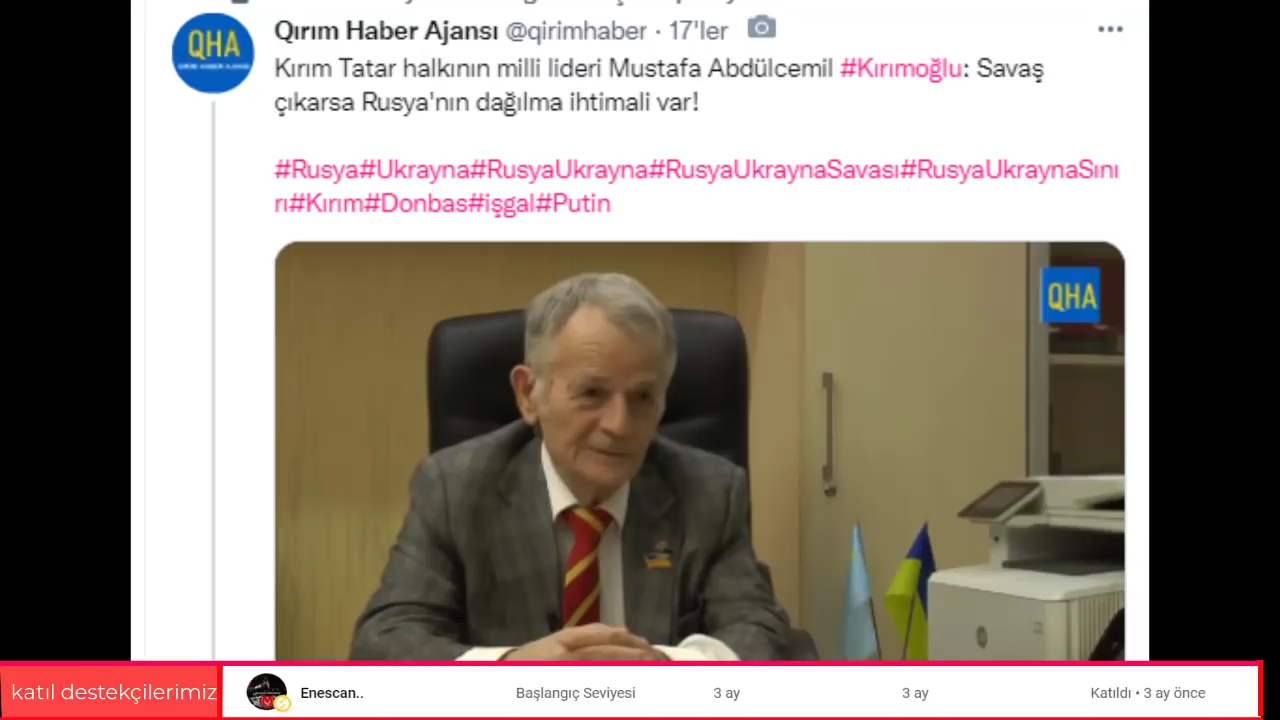 Qırım Haber Ajansı @qirimhaber · 17'ler
QHA
Kırım Tatar halkının milli lideri Mustafa Abdülcemil #Kırımoğlu: Savaş
çıkarsa Rusya'nın dağılma ihtimali var!
#Rusya#Ukrayna#RusyaUkrayna#RusyaUkraynaSavası#RusyaUkraynaSını
rı#Kırım#Donbas#işgal#Putin
QHA
katıl destekçilerimiz
Enescan.. Başlangıç Seviyesi 3 ay 3 ay Katıldı • 3 ay önce